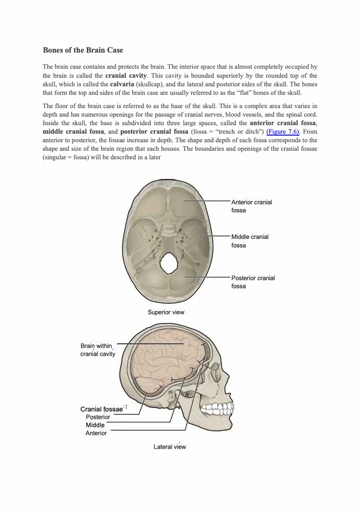 Bones of the Brain Case
The brain case contains and protects the brain. The interior space that is almost completely occupied by
the brain is called the cranial cavity. This cavity is bounded superiorly by the rounded top of the
skull, which is called the calvaria (skullcap), and the lateral and posterior sides of the skull. The bones
that form the top and sides of the brain case are usually referred to as the “flat” bones of the skull.
The floor of the brain case is referred to as the base of the skull. This is a complex area that varies in
depth and has numerous openings for the passage of cranial nerves, blood vessels, and the spinal cord.
Inside the skull, the base is subdivided into three large spaces, called the anterior cranial fossa,
middle cranial fossa, and posterior cranial fossa (fossa = “trench or ditch”) (Figure 7.6). From
anterior to posterior, the fossae increase in depth. The shape and depth of each fossa corresponds to the
shape and size of the brain region that each houses. The boundaries and openings of the cranial fossae
(singular = fossa) will be described in a later
Anterior cranial
fossa
Middle cranial
fossa
Posterior cranial
fossa
Superior view
Brain within
cranial cavity
Cranial fossae
Posterior
Middle
Anterior
Lateral view